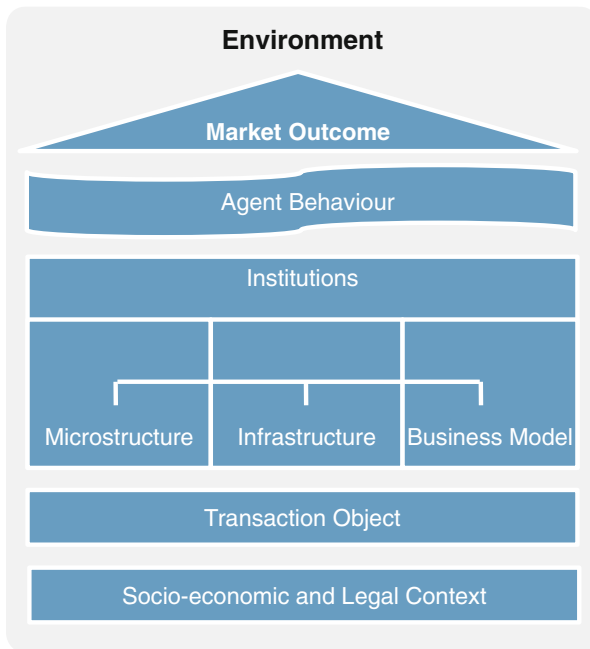 Environment
Market Outcome
Agent Behaviour
Institutions
Microstructure Infrastructure Business Model
Transaction Object
Socio-economic and Legal Context